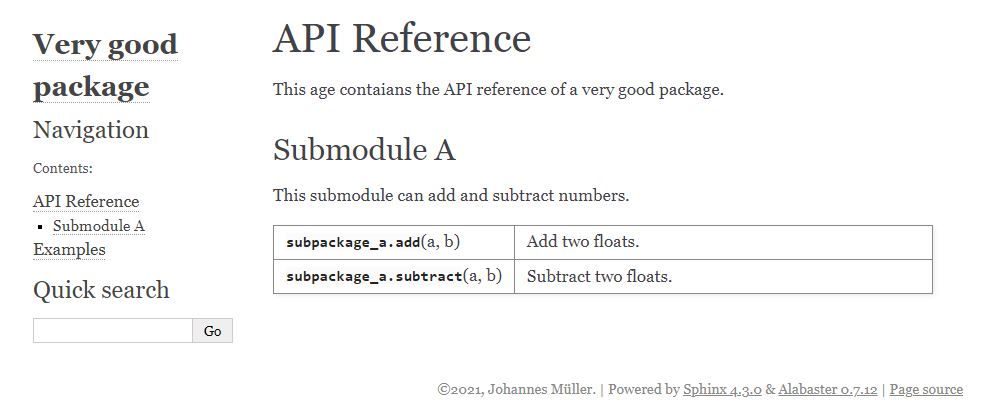 Very good
package
Navigation
Contents:
API Reference
Submodule A
Examples
Quick search
Go
API Reference
This age contaians the API reference of a very good package.
Submodule A
This submodule can add and subtract numbers.
subpackage_a.add(a, b) Add two floats.
subpackage_a.subtract(a, b) Subtract two floats.
©2021, Johannes Müller. | Powered by Sphinx 4.3.0 & Alabaster 0.7.12 | Page source